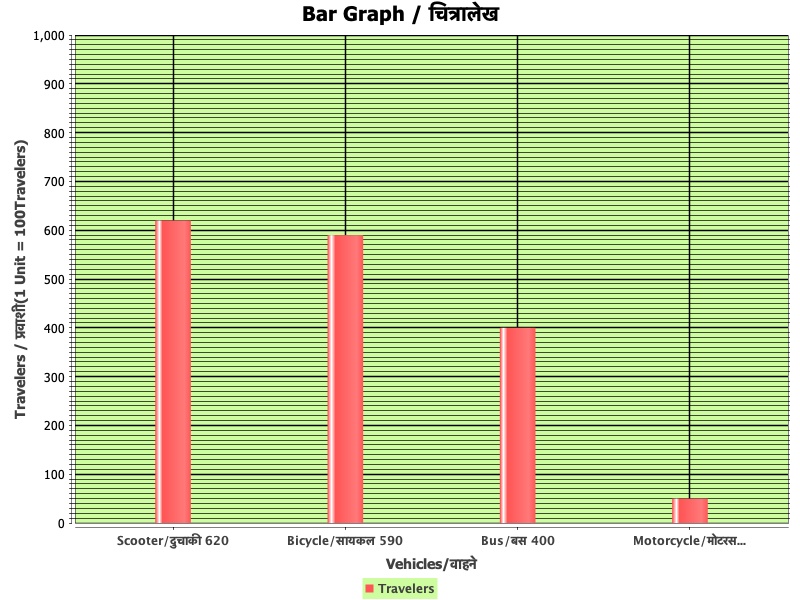 Bar Graph / चित्रालेख
Travelers / प्रवाशी(1 Unit = 100Travelers)
1,000
900
800
700
600
500
400
300
200
100
0
Scooter/दुचाकी 620 Bicycle/सायकल 590 Bus/बस 400 Motorcycle/मोटरस...
Vehicles/वाहने
Travelers